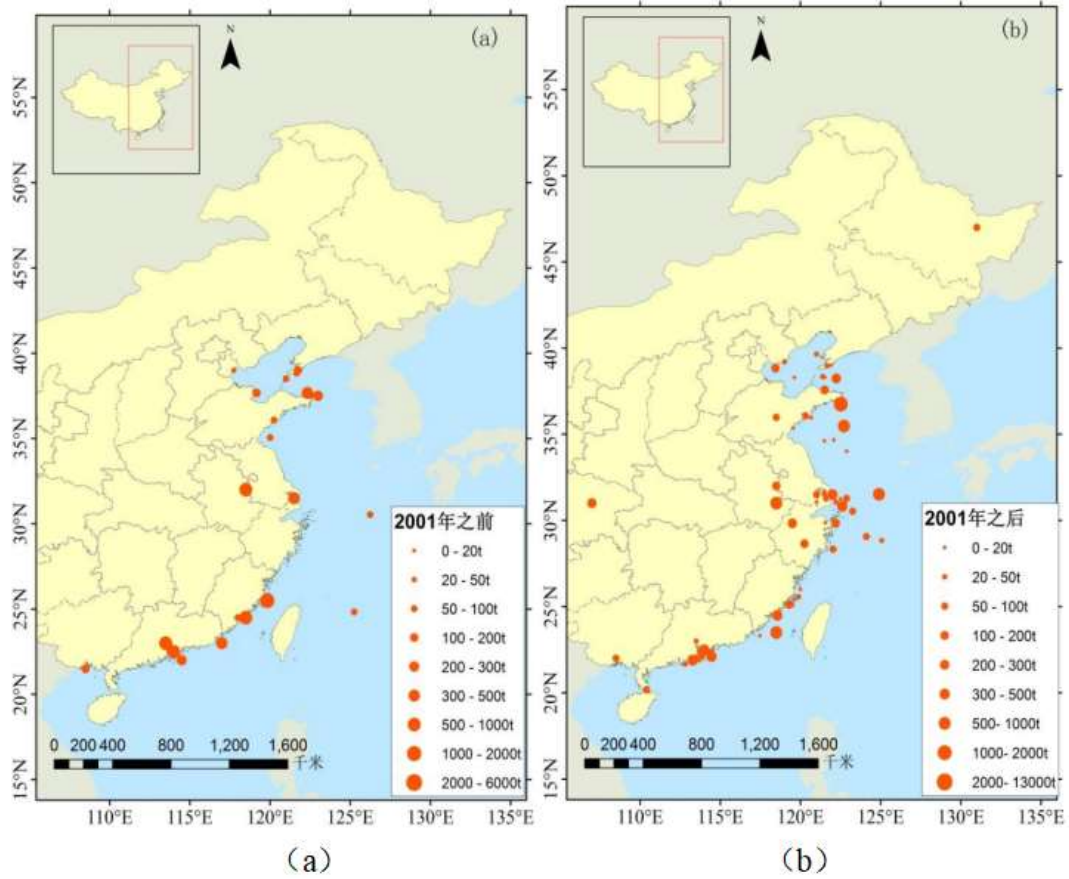 N
(a)
55°N
50°N
45°N
40°N
35°N
30°N
25°N
20°N
15°N
2001年之前
0 - 20t
20 - 50t
50 - 100t
100 - 200t
200 - 300t
300 - 500t
500 - 1000t
1000 - 2000t
2000 - 6000t
0 200 400 800 1,200 1,600
千米
110°E 115°E 120°E 125°E 130°E 135°E
(a)
N
(b)
55°N
50°N
45°N
40°N
35°N
30°N
25°N
20°N
15°N
2001年之后
0 - 20t
20 - 50t
50 - 100t
100 - 200t
200 - 300t
300 - 500t
500- 1000t
1000- 2000t
2000- 13000t
0 200 400 800 1,200 1,600
千米
110°E 115°E 120°E 125°E 130°E 135°E
(b)